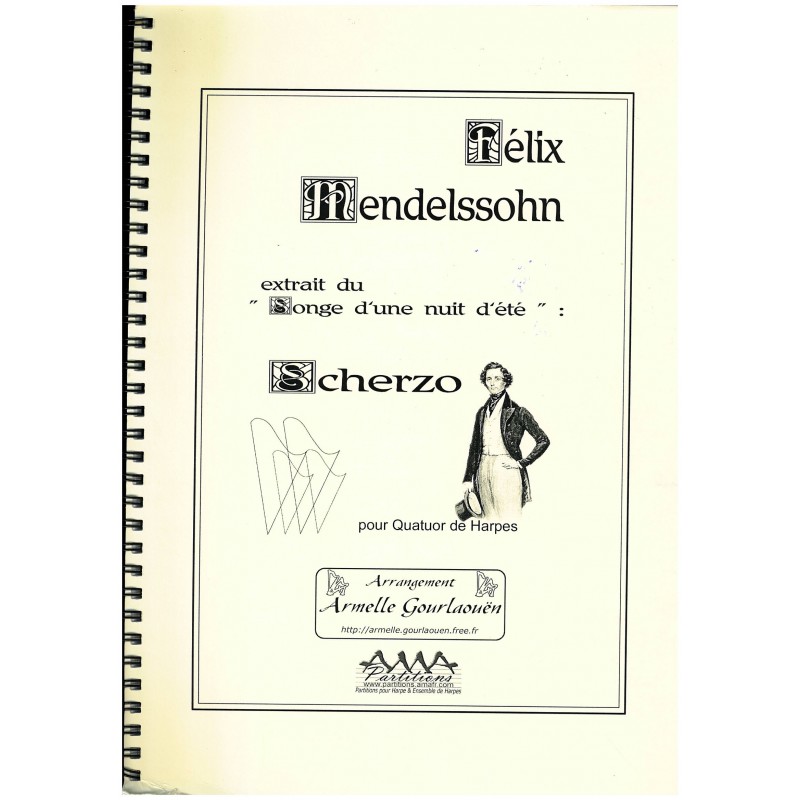 Félix
Mendelssohn
extrait du
" Songe d'une nuit d'été " :
Scherzo
pour Quatuor de Harpes
Arrangement
Armelle Gourlaouën
http://armelle.gourlaouen.free.fr
AMA
Partitions
www.partitions.amafr.com
Partitions pour Harpe & Ensemble de Harpes